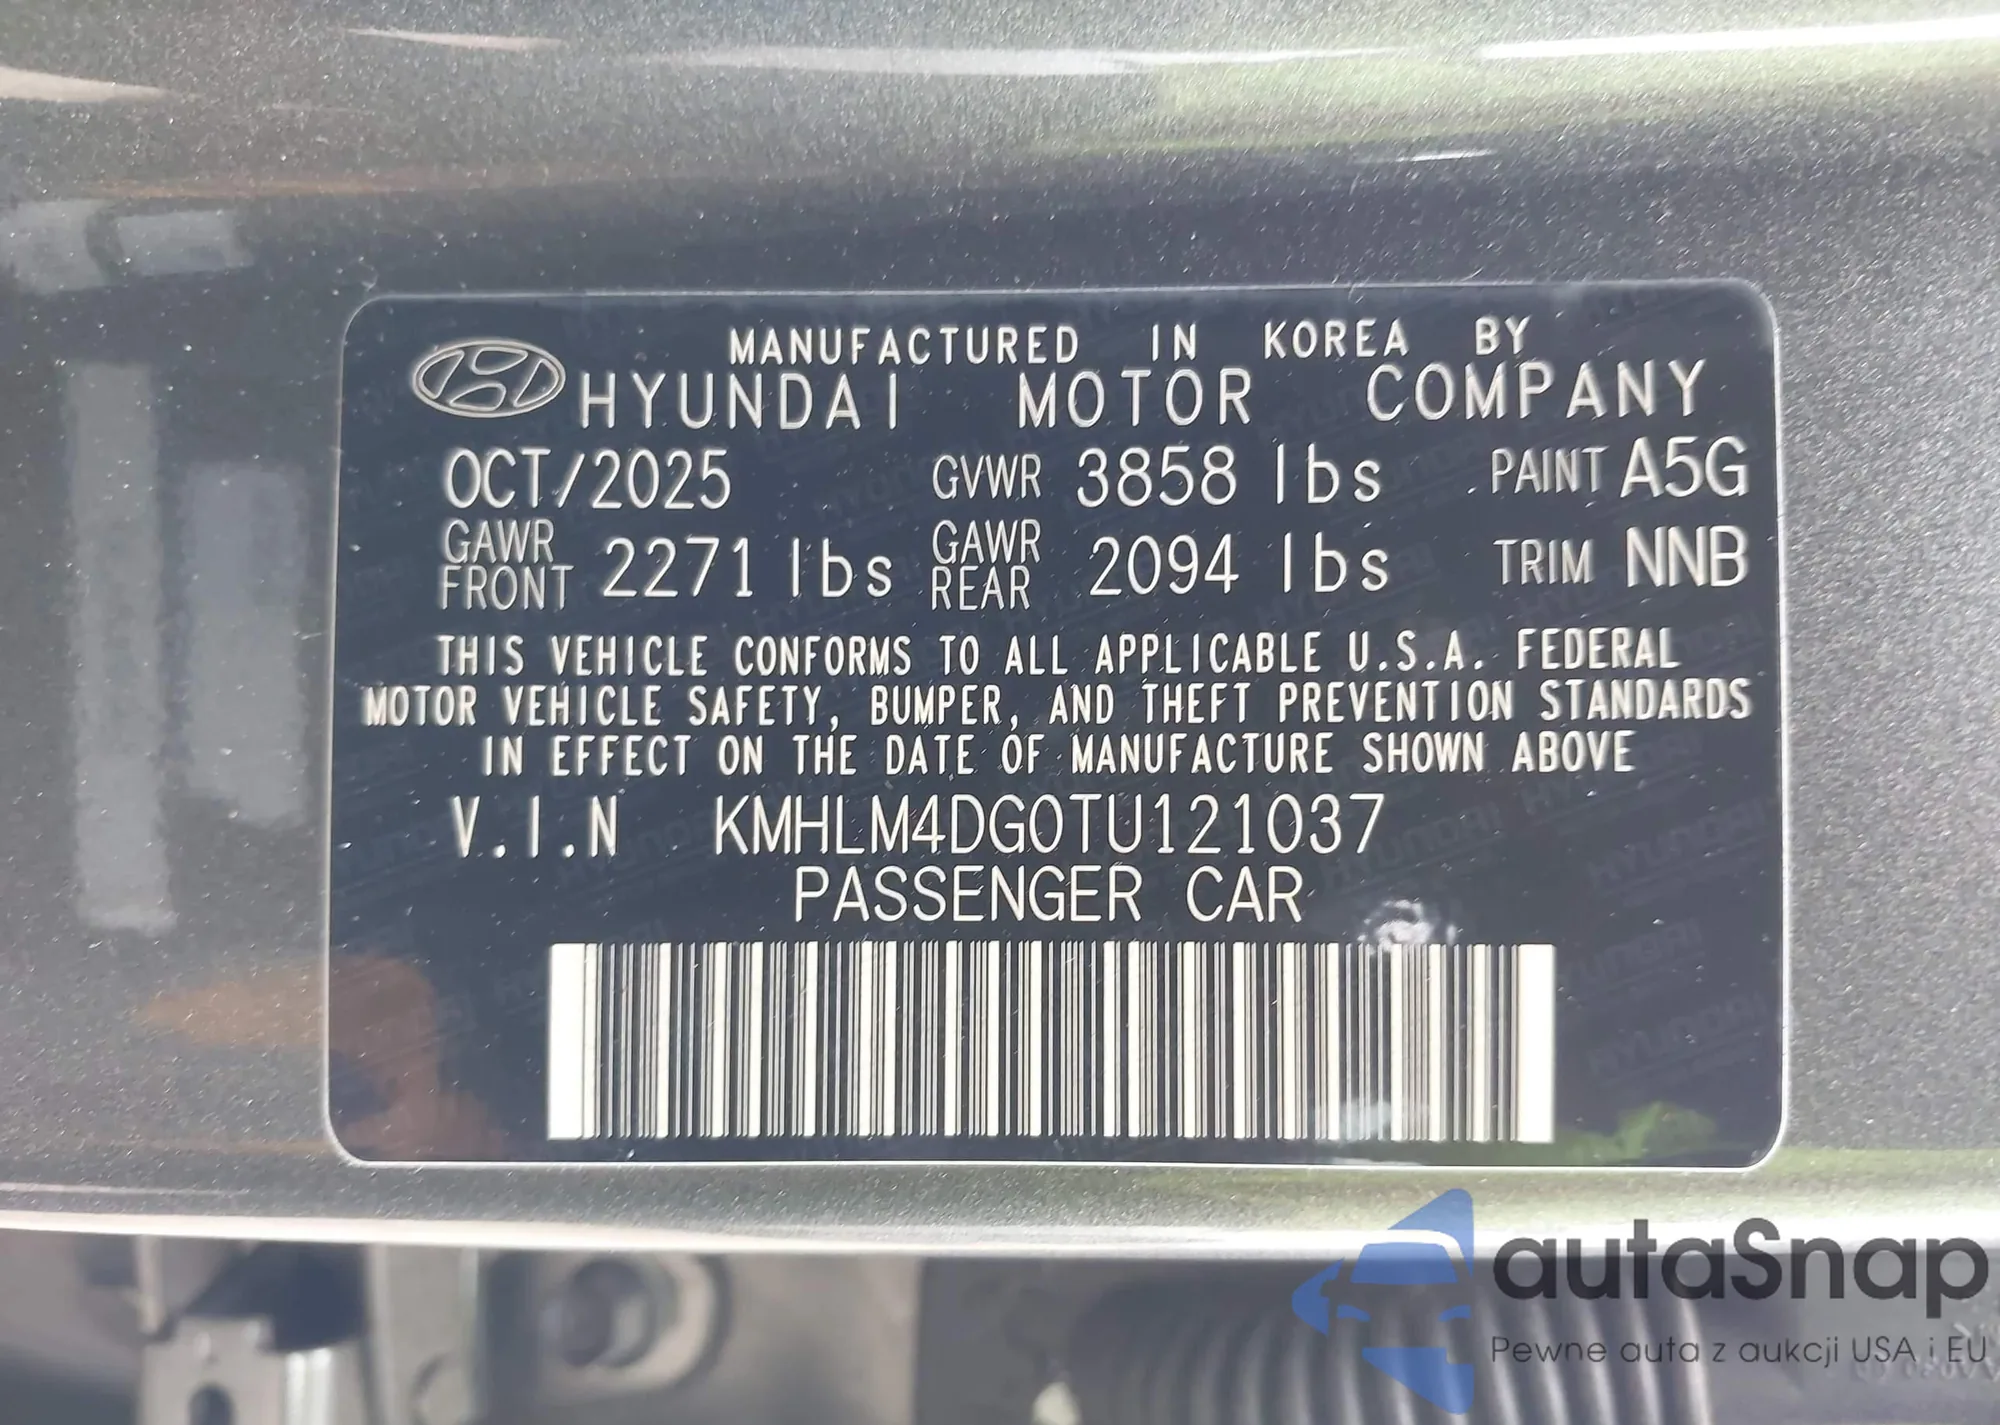 MANUFACTURED IN KOREA BY
HYUNDAI MOTOR COMPANY
OCT/2025 GVWR 3858 lbs PAINT A5G
GAWR FRONT 2271 lbs GAWR REAR 2094 lbs TRIM NNB
THIS VEHICLE CONFORMS TO ALL APPLICABLE U.S.A. FEDERAL
MOTOR VEHICLE SAFETY, BUMPER, AND THEFT PREVENTION STANDARDS
IN EFFECT ON THE DATE OF MANUFACTURE SHOWN ABOVE
V.I.N KMHLM4DG0TU121037
PASSENGER CAR
autaSnap
Pewne auta z aukcji USA i EU